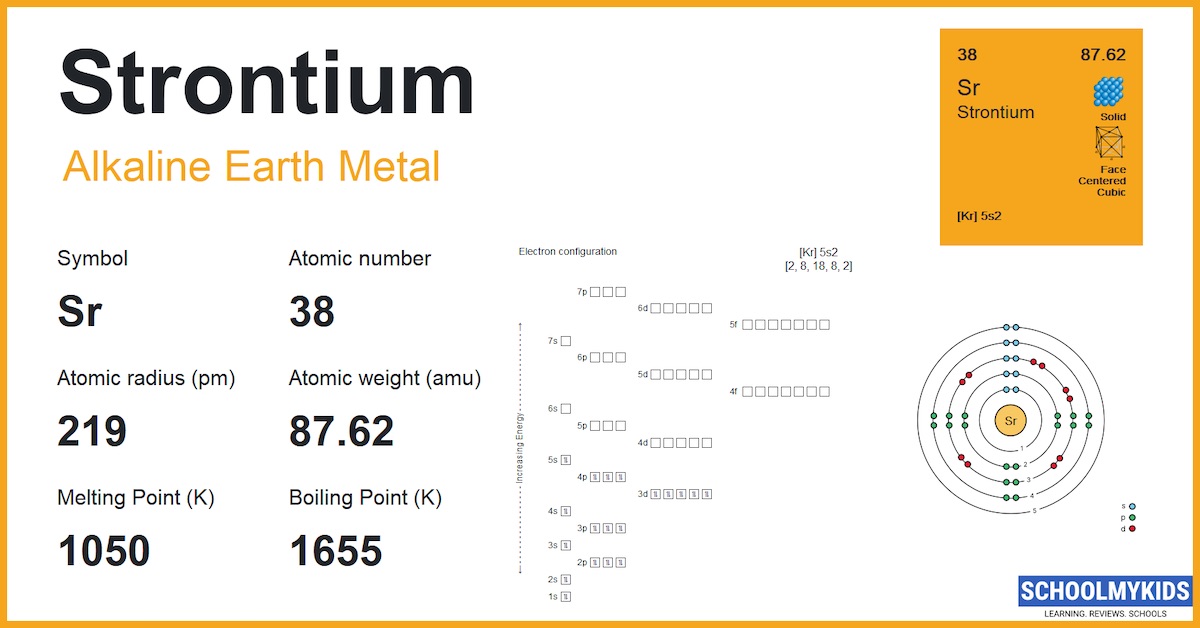 Strontium
Alkaline Earth Metal
38 87.62
Sr
Strontium
Solid
Face
Centered
Cubic
[Kr] 5s2
Symbol Atomic number
Sr 38
Atomic radius (pm) Atomic weight (amu)
219 87.62
Melting Point (K) Boiling Point (K)
1050 1655
Electron configuration
[Kr] 5s2
[2, 8, 18, 8, 2]
Increasing Energy
7p
6d
5f
7s
6p
5d
4f
6s
5p
4d
5s
4p
3d
4s
3p
3s
2p
2s
1s
Sr
1
2
3
4
5
s
p
d
SCHOOLMYKIDS
LEARNING. REVIEWS. SCHOOLS